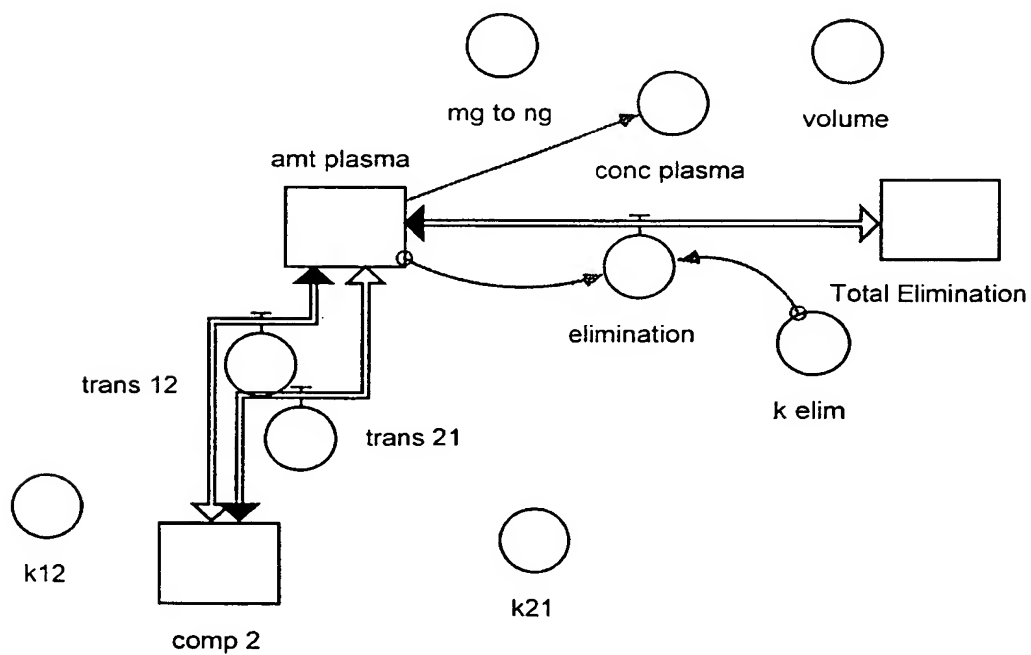 mg to ng
volume
amt plasma
conc plasma
Total Elimination
elimination
trans 12
k elim
trans 21
k12
k21
comp 2